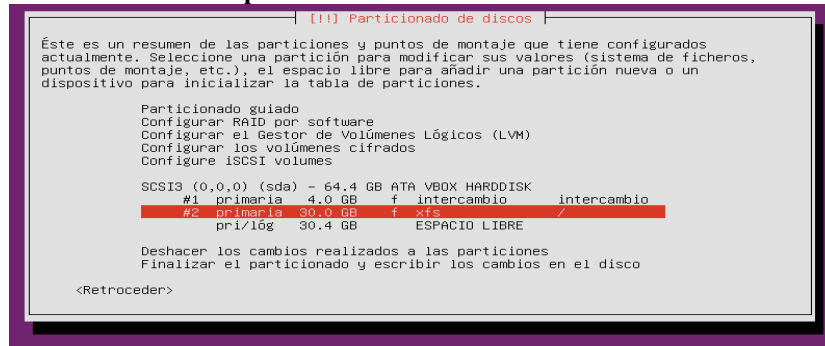 [!!] Particionado de discos
Éste es un resumen de las particiones y puntos de montaje que tiene configurados
actualmente. Seleccione una partición para modificar sus valores (sistema de ficheros,
puntos de montaje, etc.), el espacio libre para añadir una partición nueva o un
dispositivo para inicializar la tabla de particiones.
Particionado guiado
Configurar RAID por software
Configurar el Gestor de Volúmenes Lógicos (LVM)
Configurar los volúmenes cifrados
Configure iSCSI volumes
SCSI3 (0,0,0) (sda) - 64.4 GB ATA VBOX HARDDISK
#1 primaria 4.0 GB f intercambio intercambio
#2 primaria 30.0 GB f xfs /
pri/lóg 30.4 GB ESPACIO LIBRE
Deshacer los cambios realizados a las particiones
Finalizar el particionado y escribir los cambios en el disco
<Retroceder>